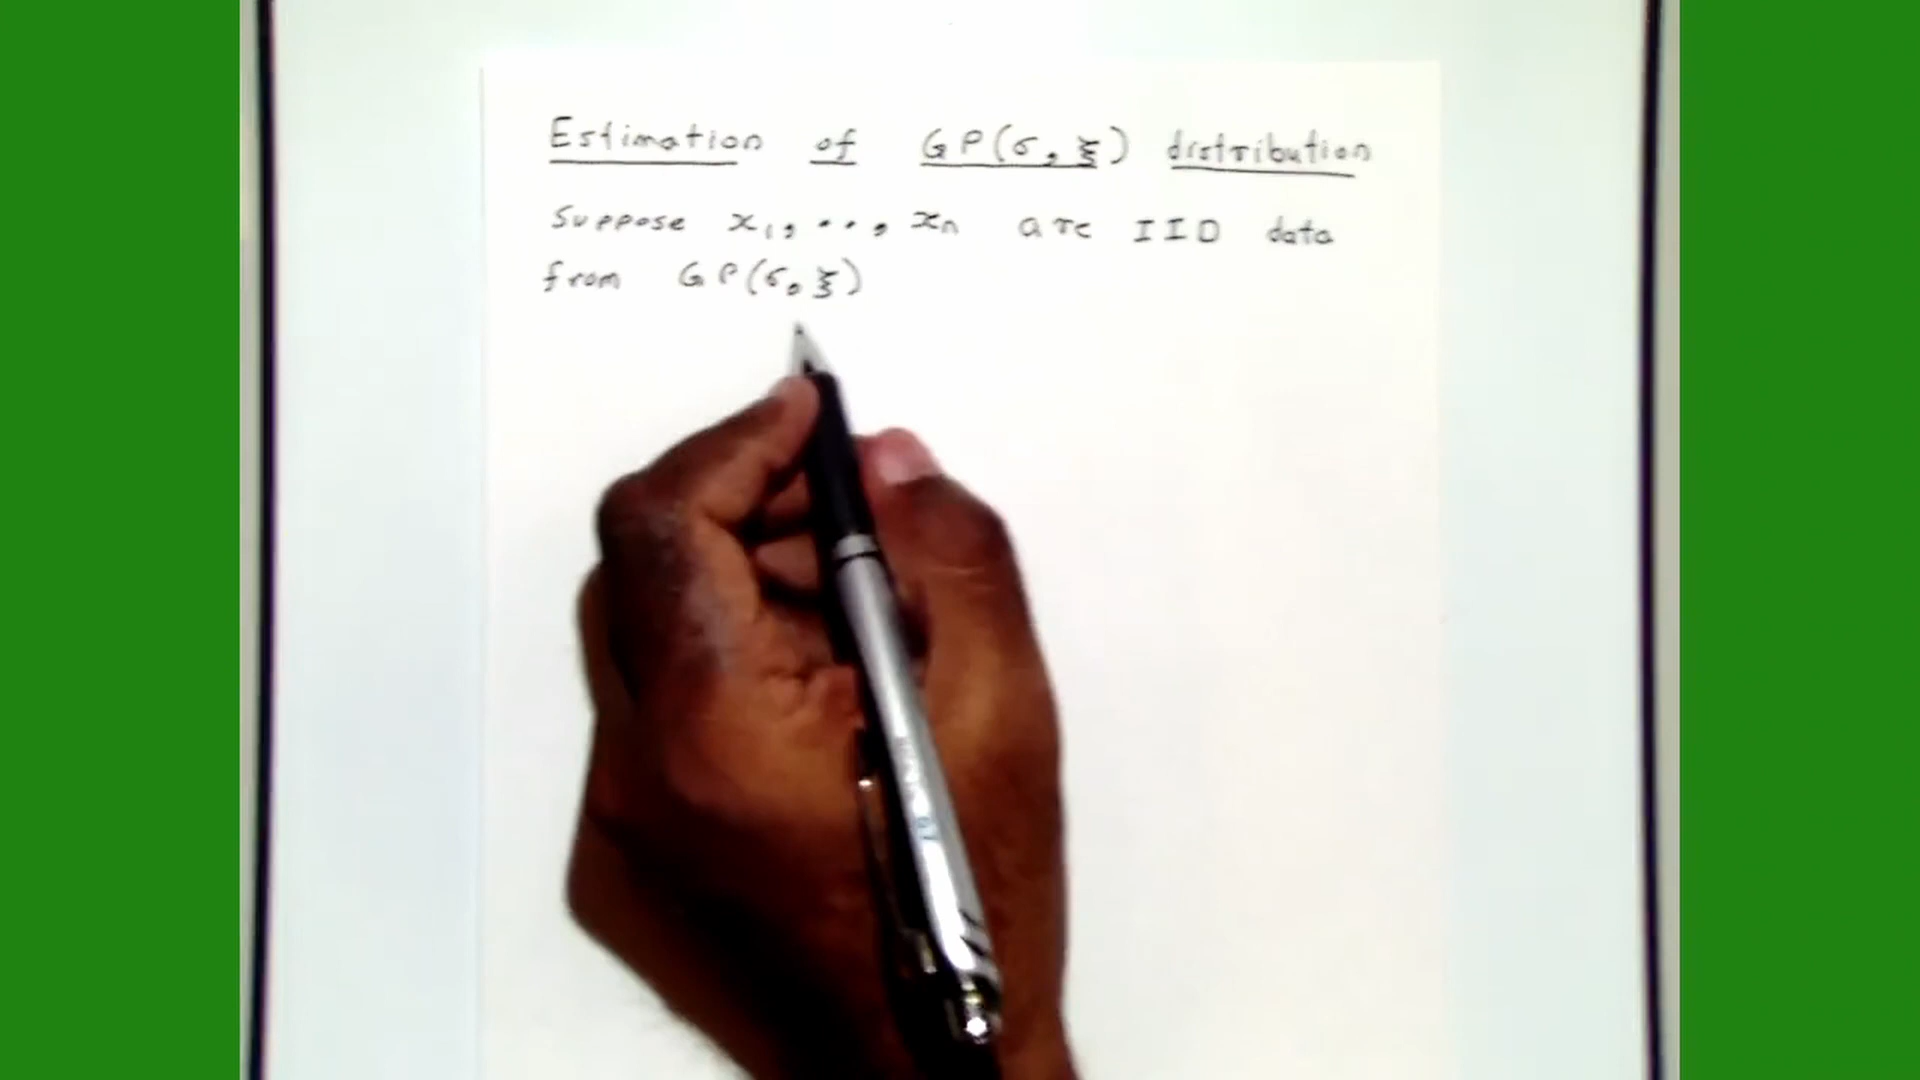 Estimation of GP(σ, ξ) distribution
Suppose x₁, ..., xₙ are IID data
from GP(σ, ξ)